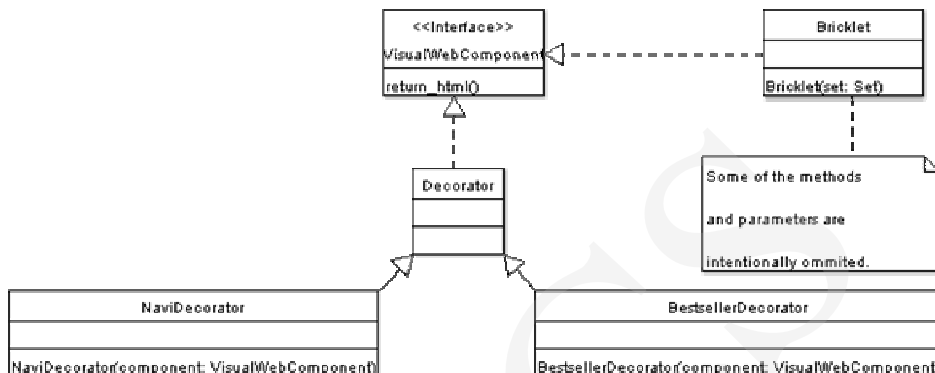 <<Interface>>
VisualWebComponent
return_html()
Bricklet
Bricklet(set: Set)
Some of the methods
and parameters are
intentionally ommited.
Decorator
NaviDecorator
NaviDecorator(component: VisualWebComponent)
BestsellerDecorator
BestsellerDecorator(component: VisualWebComponent